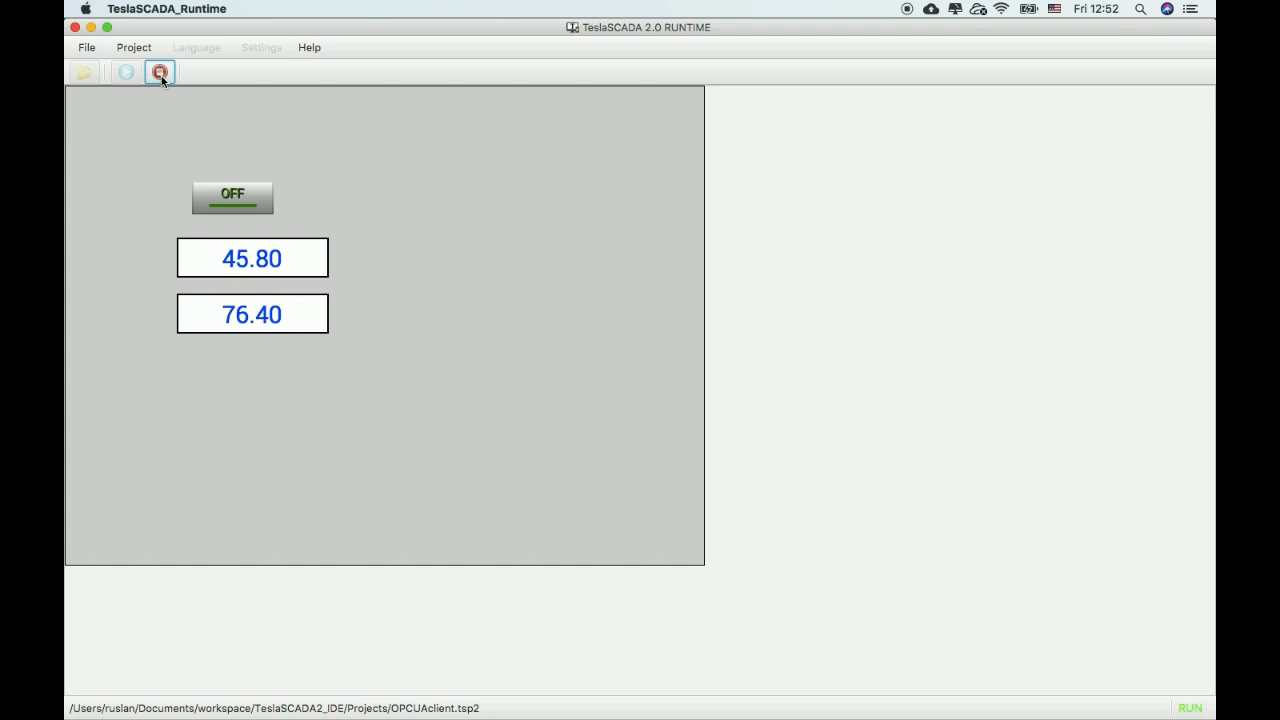 TeslaSCADA_Runtime
Fri 12:52
TeslaSCADA 2.0 RUNTIME
File Project Language Settings Help
OFF
45.80
76.40
/Users/ruslan/Documents/workspace/TeslaSCADA2_IDE/Projects/OPCUAclient.tsp2
RUN